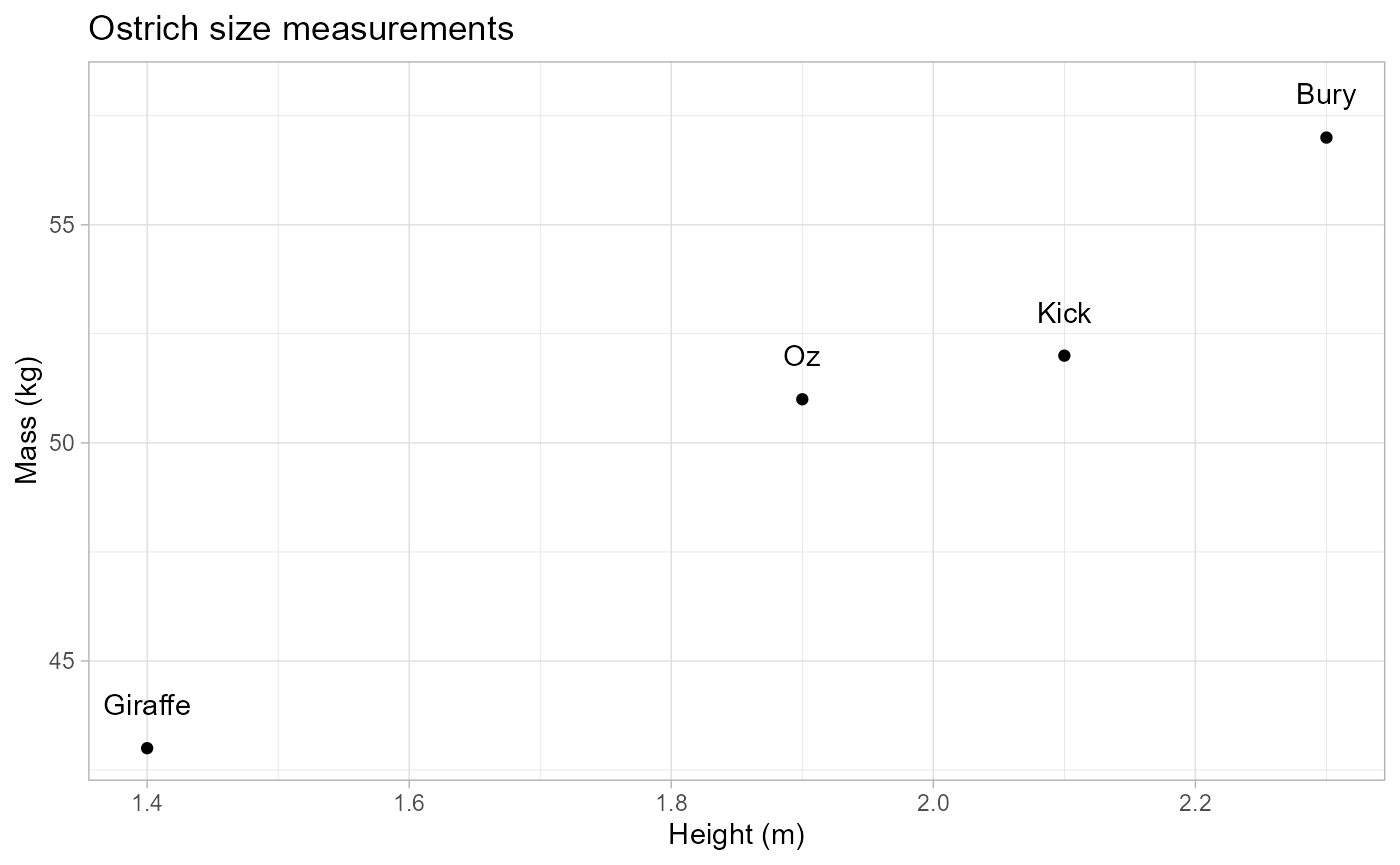 Ostrich size measurements
Bury
55
Kick
Oz
Mass (kg)
50
45
Giraffe
1.4
1.6
1.8
2.0
2.2
Height (m)